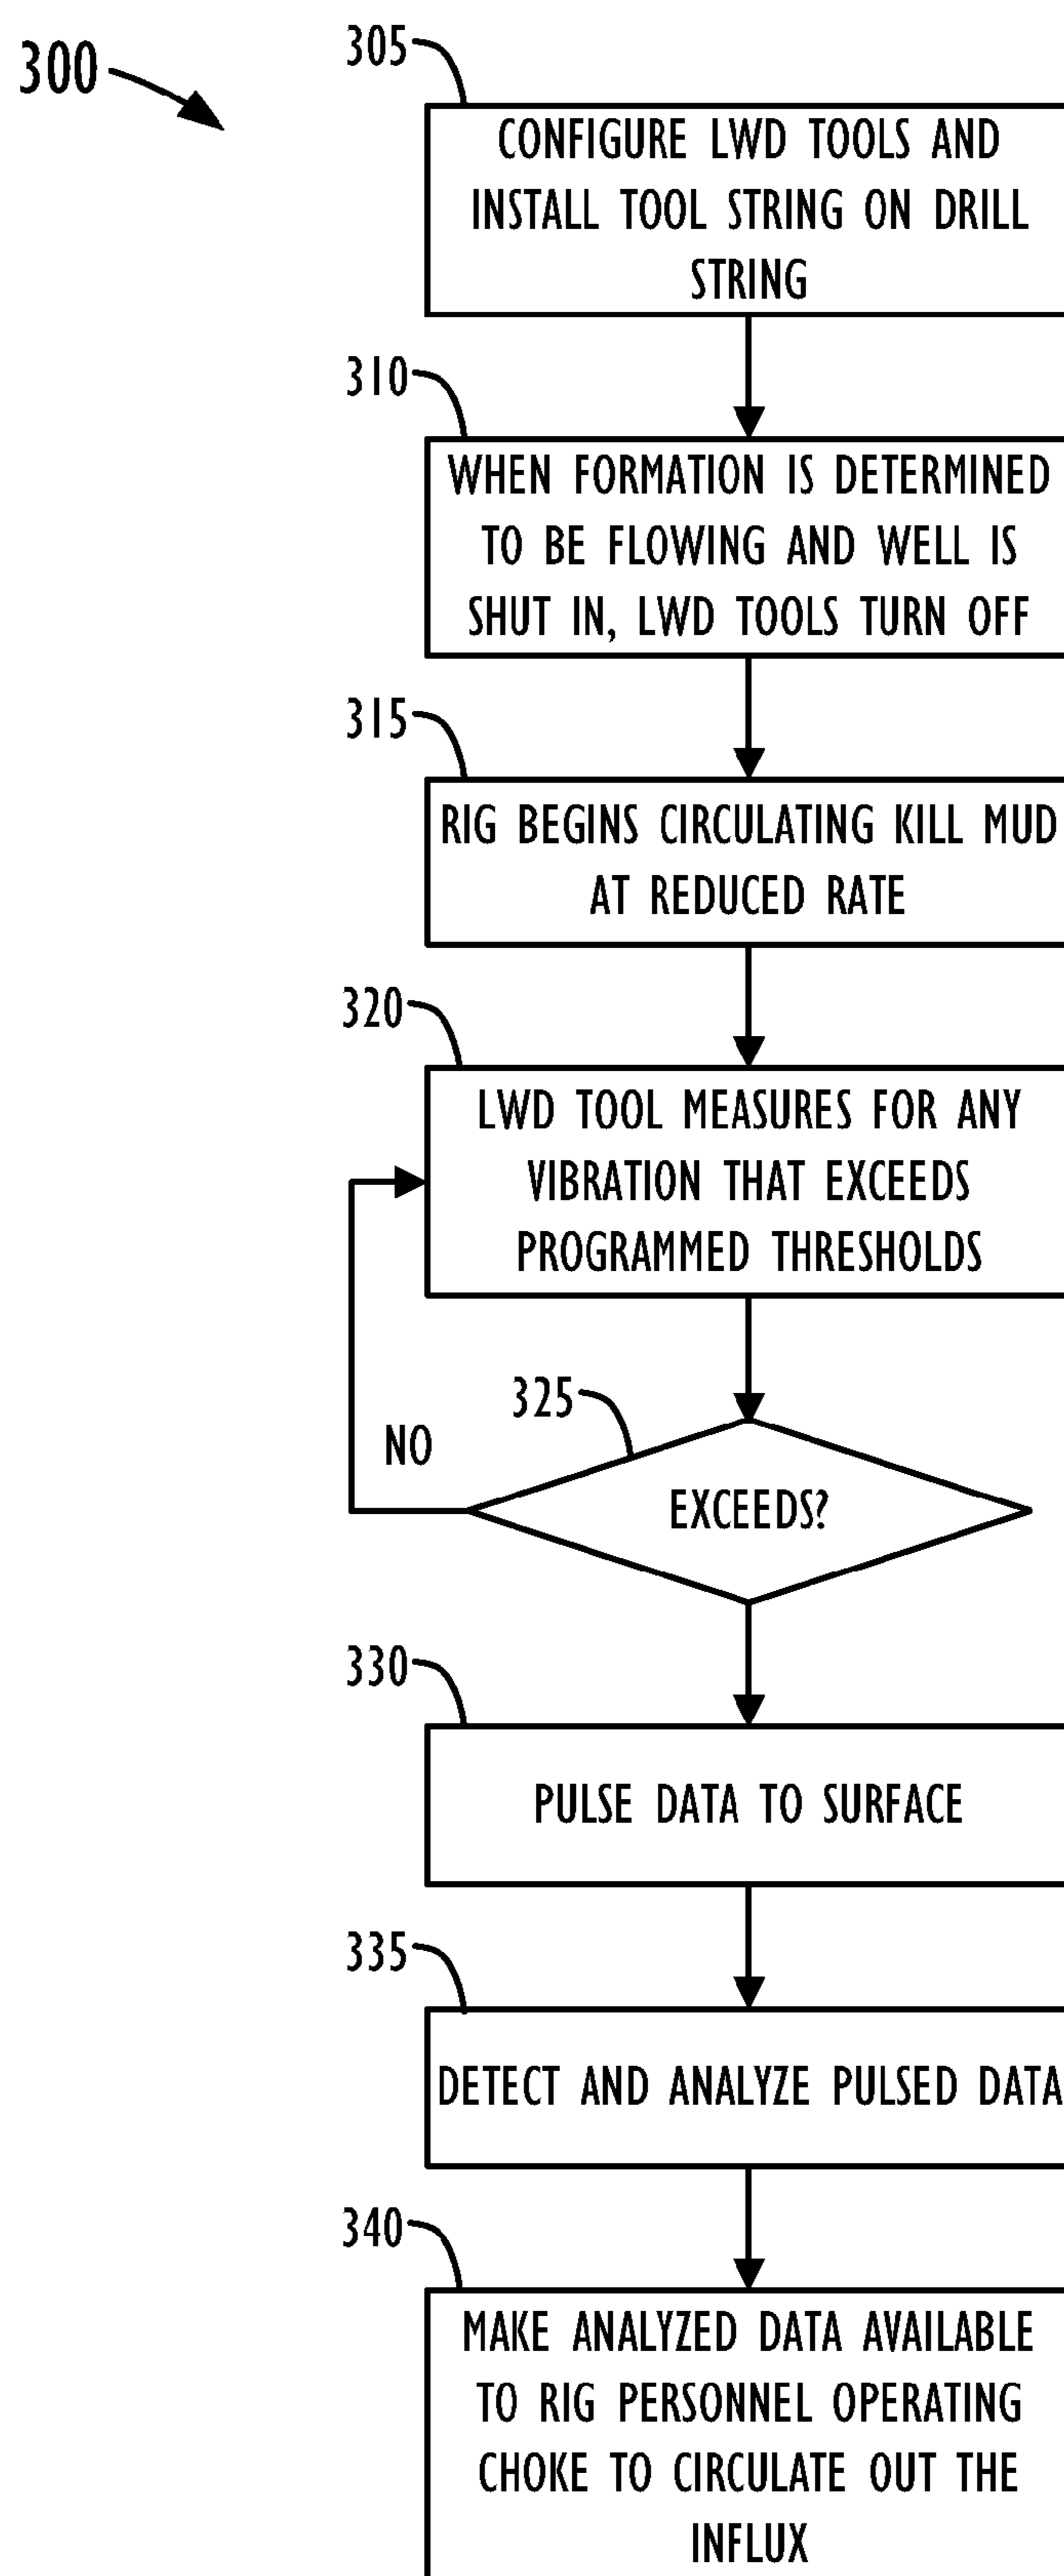 300
305
CONFIGURE LWD TOOLS AND
INSTALL TOOL STRING ON DRILL
STRING
310
WHEN FORMATION IS DETERMINED
TO BE FLOWING AND WELL IS
SHUT IN, LWD TOOLS TURN OFF
315
RIG BEGINS CIRCULATING KILL MUD
AT REDUCED RATE
320
LWD TOOL MEASURES FOR ANY
VIBRATION THAT EXCEEDS
PROGRAMMED THRESHOLDS
325
NO
EXCEEDS?
330
PULSE DATA TO SURFACE
335
DETECT AND ANALYZE PULSED DATA
340
MAKE ANALYZED DATA AVAILABLE
TO RIG PERSONNEL OPERATING
CHOKE TO CIRCULATE OUT THE
INFLUX